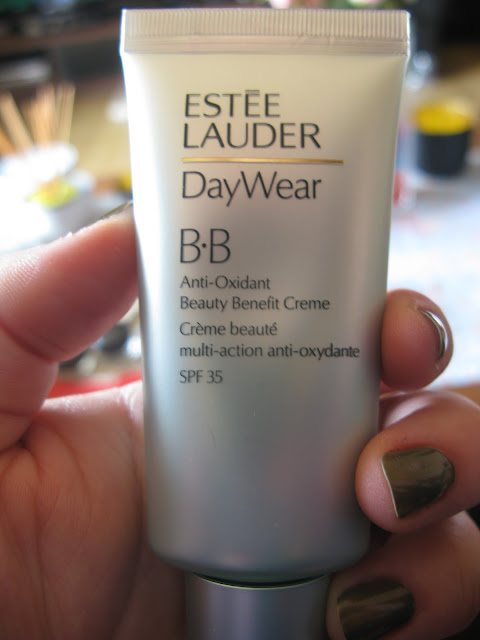 ESTĒE
LAUDER
DayWear
B·B
Anti-Oxidant
Beauty Benefit Creme
Crème beauté
multi-action anti-oxydante
SPF 35